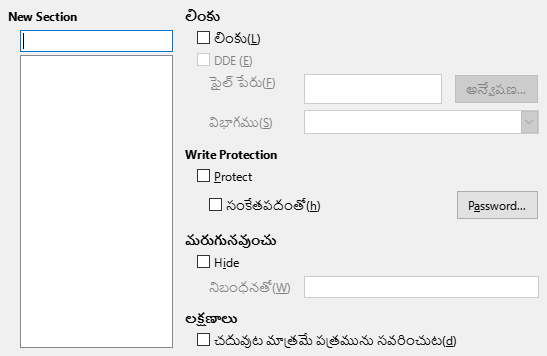 New Section
లింకు
లింకు(L)
DDE (E)
ఫైల్ పేరు(F)
అన్వేషణ...
విభాగము(S)
Write Protection
Protect
సంకేతపదంతో(h)
Password...
మరుగునవుంచు
Hide
నిబంధనతో(W)
లక్షణాలు
చదువుట మాత్రమే పత్రమును సవరించుట(d)